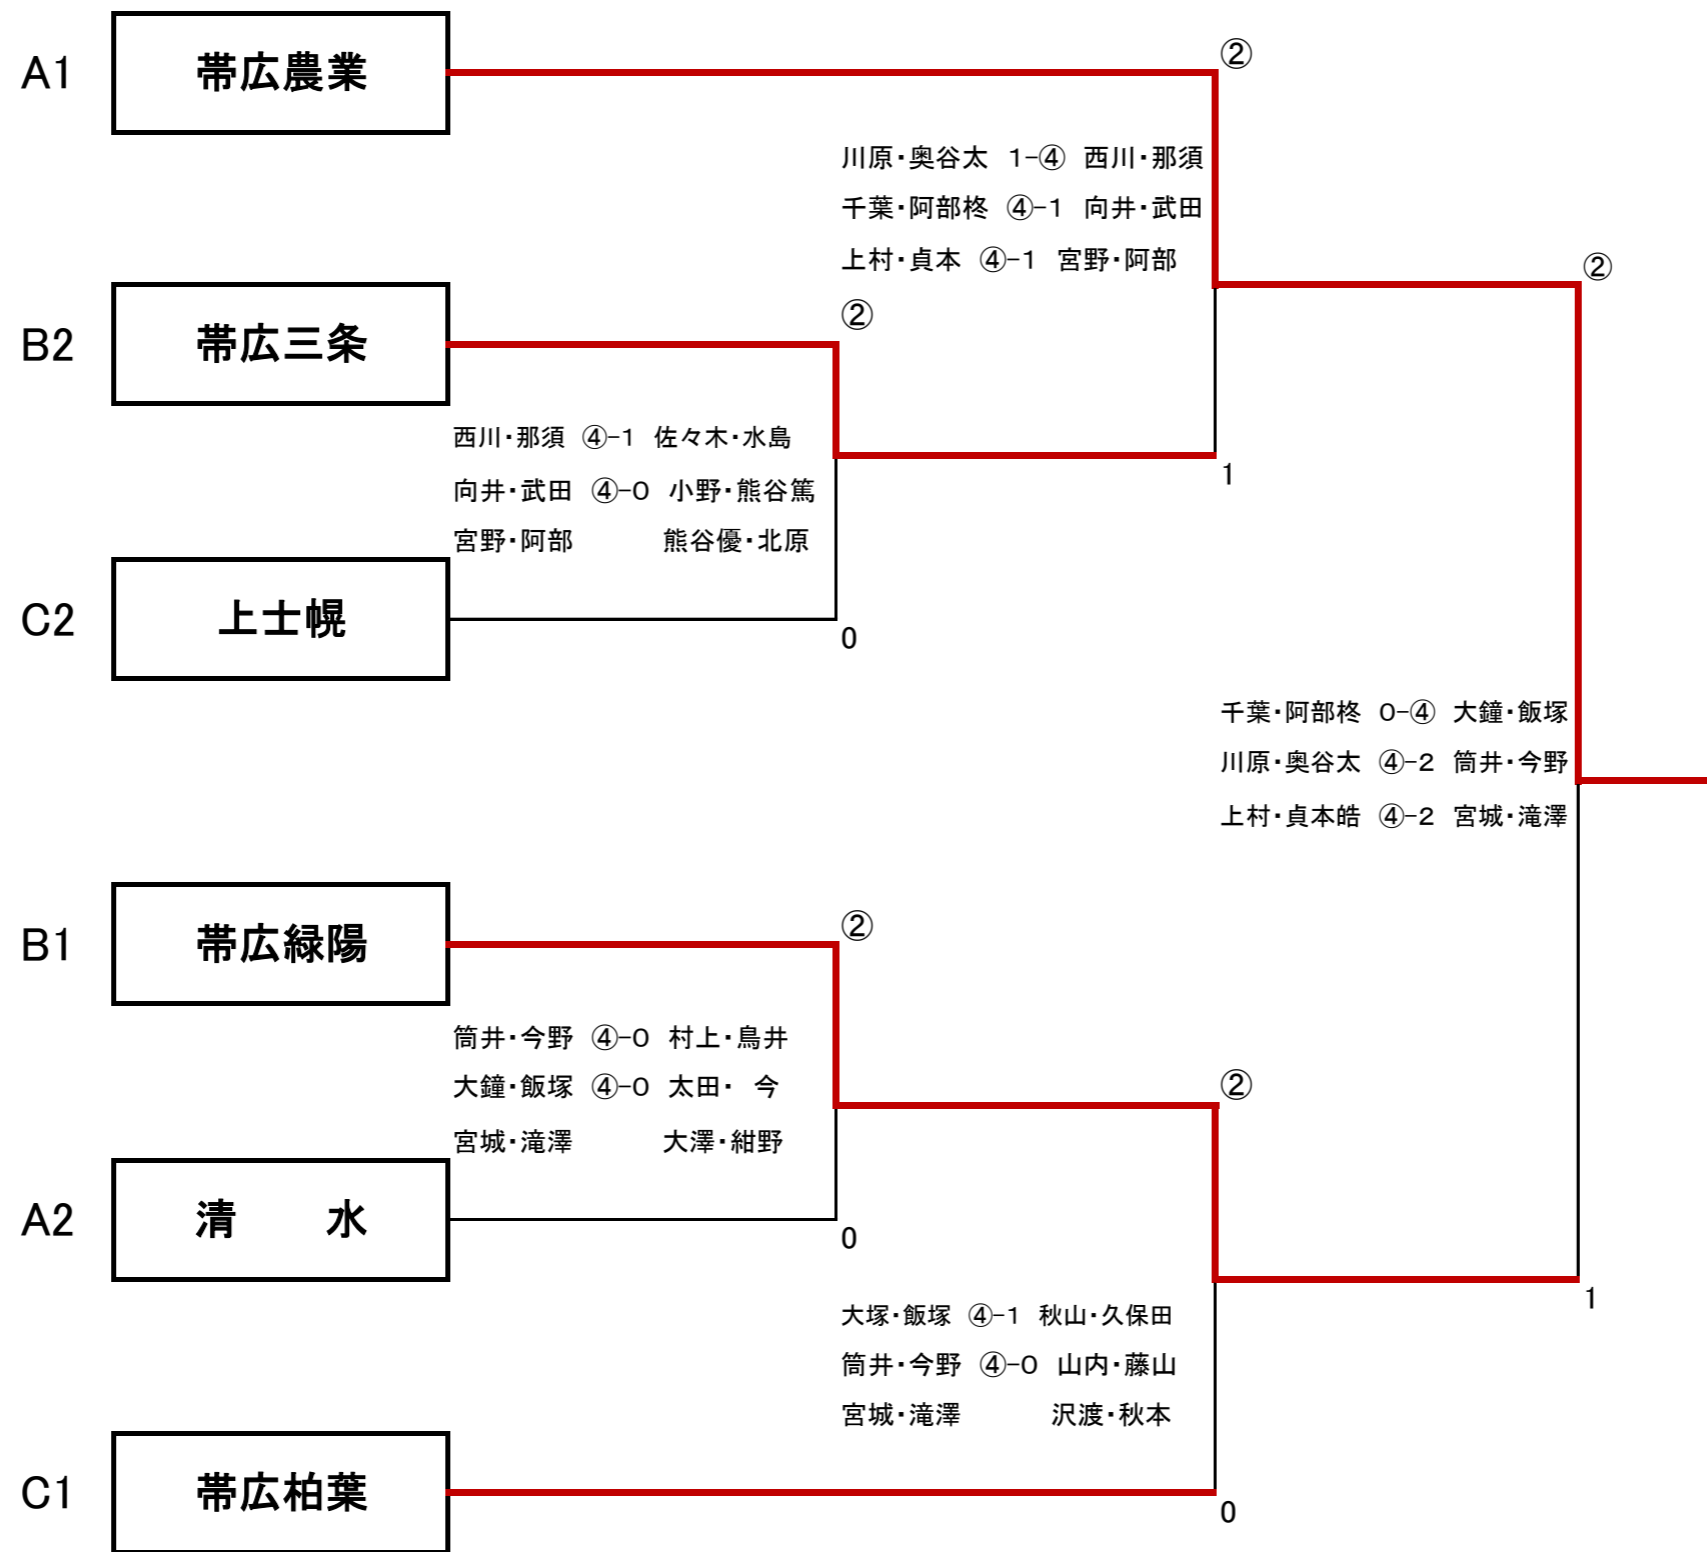 A1 帯広農業
②
川原・奥谷太 1-④ 西川・那須
千葉・阿部柊 ④-1 向井・武田
上村・貞本 ④-1 宮野・阿部
②
②
B2 帯広三条
西川・那須 ④-1 佐々木・水島
向井・武田 ④-0 小野・熊谷篤
宮野・阿部 熊谷優・北原
1
C2 上士幌
0
千葉・阿部柊 0-④ 大鐘・飯塚
川原・奥谷太 ④-2 筒井・今野
上村・貞本皓 ④-2 宮城・滝澤
B1 帯広緑陽
②
筒井・今野 ④-0 村上・鳥井
大鐘・飯塚 ④-0 太田・ 今
宮城・滝澤 大澤・紺野
②
A2 清 水
0
1
大塚・飯塚 ④-1 秋山・久保田
筒井・今野 ④-0 山内・藤山
宮城・滝澤 沢渡・秋本
C1 帯広柏葉
0